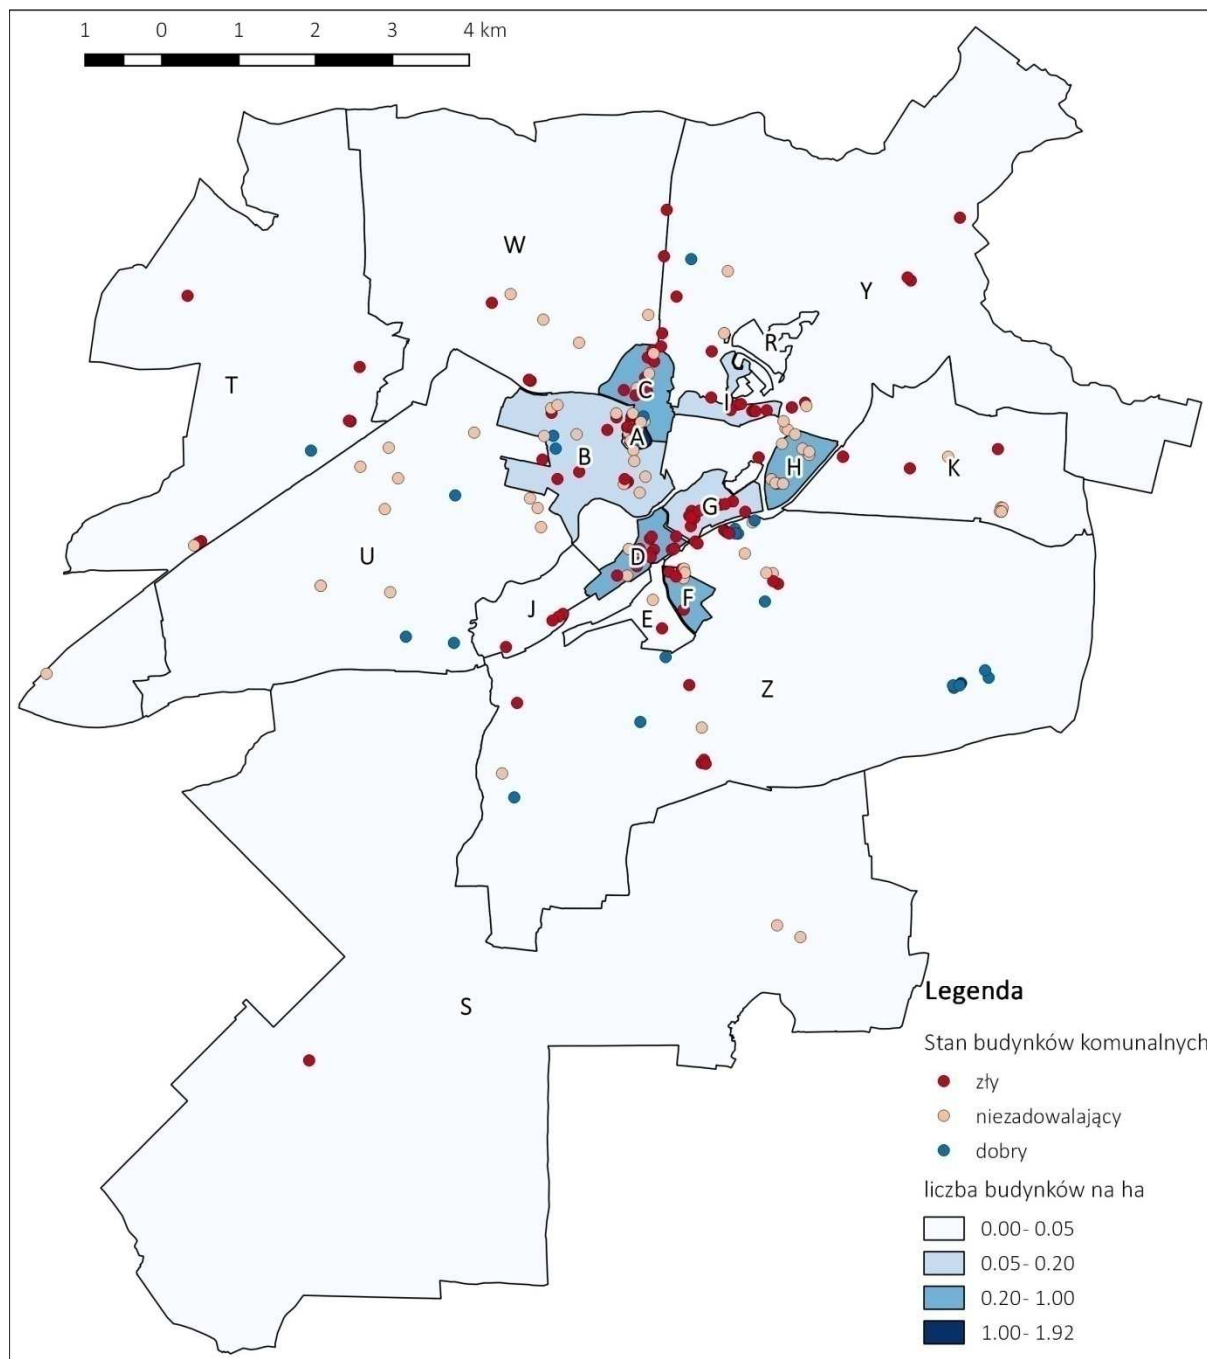 1 0 1 2 3 4 km
W
Y
R
T
C
I
A
B
H
K
G
U
D
J
F
E
Z
S
Legenda
Stan budynków komunalnych
zły
niezadowalający
dobry
liczba budynków na ha
0.00- 0.05
0.05- 0.20
0.20- 1.00
1.00- 1.92